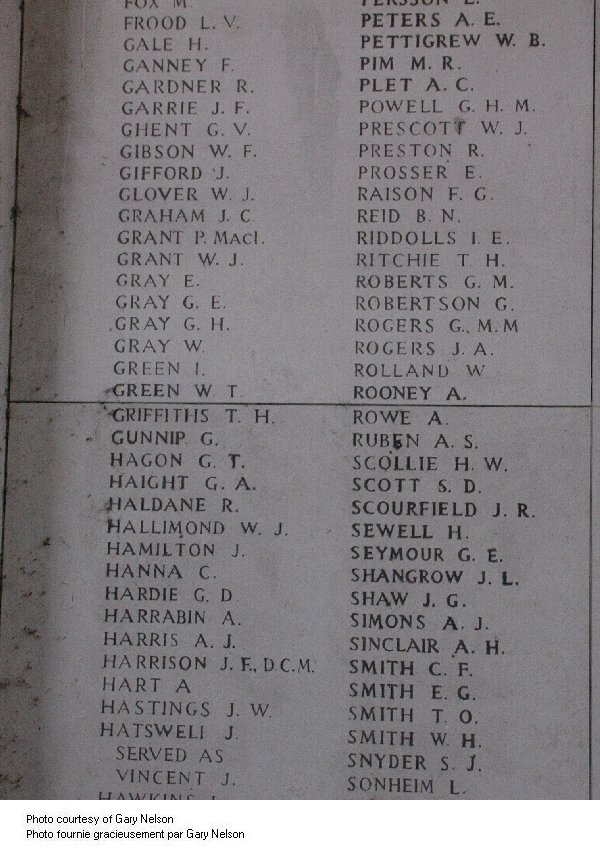 FOX M.
FROOD L. V.
GALE H.
GANNEY F.
GARDNER R.
GARRIE J. F.
GHENT G. V.
GIBSON W. F.
GIFFORD J.
GLOVER W. J.
GRAHAM J. C.
GRANT P. MacI.
GRANT W. J.
GRAY E.
GRAY G. E.
GRAY G. H.
GRAY W.
GREEN I.
GREEN W. T.
GRIFFITHS T. H.
GUNNIP G.
HAGON G. T.
HAIGHT G. A.
HALDANE R.
HALLIMOND W. J.
HAMILTON J.
HANNA C.
HARDIE G. D.
HARRABIN A.
HARRIS A. J.
HARRISON J. F., D.C.M.
HART A
HASTINGS J. W.
HATSWELL J.
SERVED AS
VINCENT J.
HAWKINS
PERSSON L.
PETERS A. E.
PETTIGREW W. B.
PIM M. R.
PLET A. C.
POWELL G. H. M.
PRESCOTT W. J.
PRESTON R.
PROSSER E.
RAISON F. G.
REID B. N.
RIDDOLLS I. E.
RITCHIE T. H.
ROBERTS G. M.
ROBERTSON G.
ROGERS G., M.M
ROGERS J. A.
ROLLAND W
ROONEY A.
ROWE A.
RUBEN A. S.
SCOLLIE H. W.
SCOTT S. D.
SCOURFIELD J. R.
SEWELL H.
SEYMOUR G. E.
SHANGROW J. L.
SHAW J. G.
SIMONS A. J.
SINCLAIR A. H.
SMITH C. F.
SMITH E. G.
SMITH T. O.
SMITH W. H.
SNYDER S. J.
SONHEIM L.
Photo courtesy of Gary Nelson
Photo fournie gracieusement par Gary Nelson